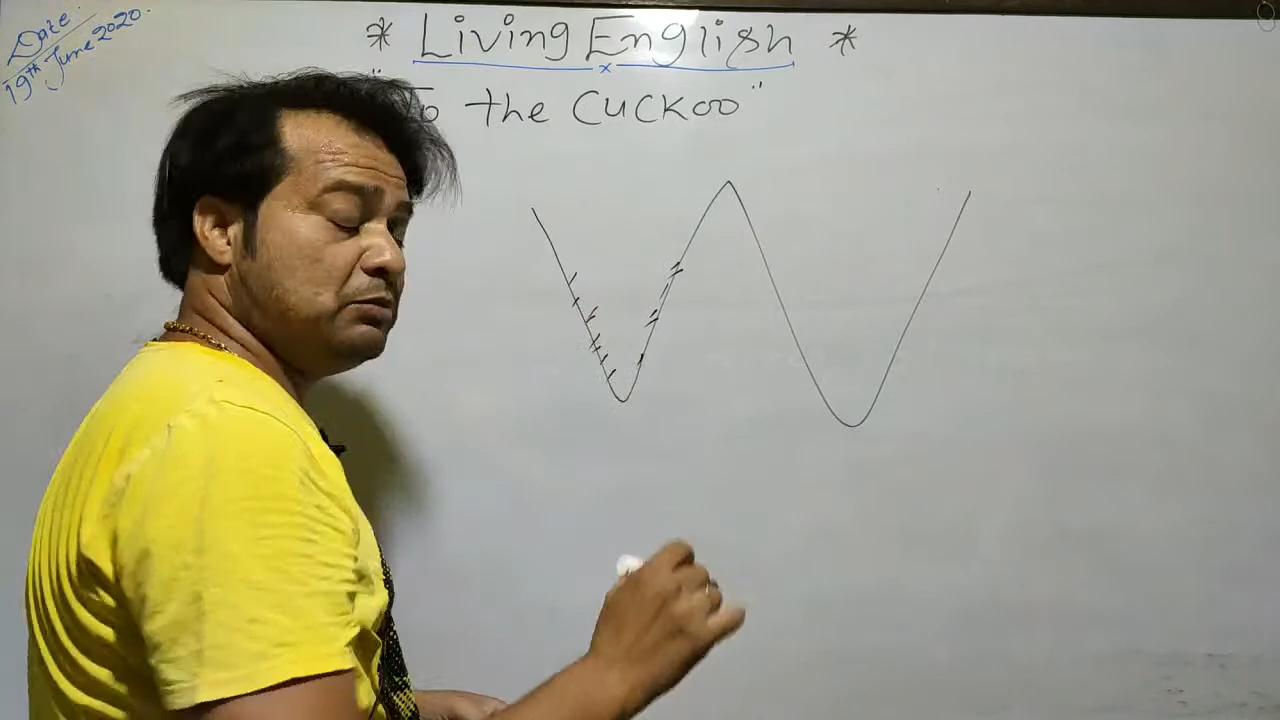 Date:
19th June 2020.
* Living English *
"To the Cuckoo"